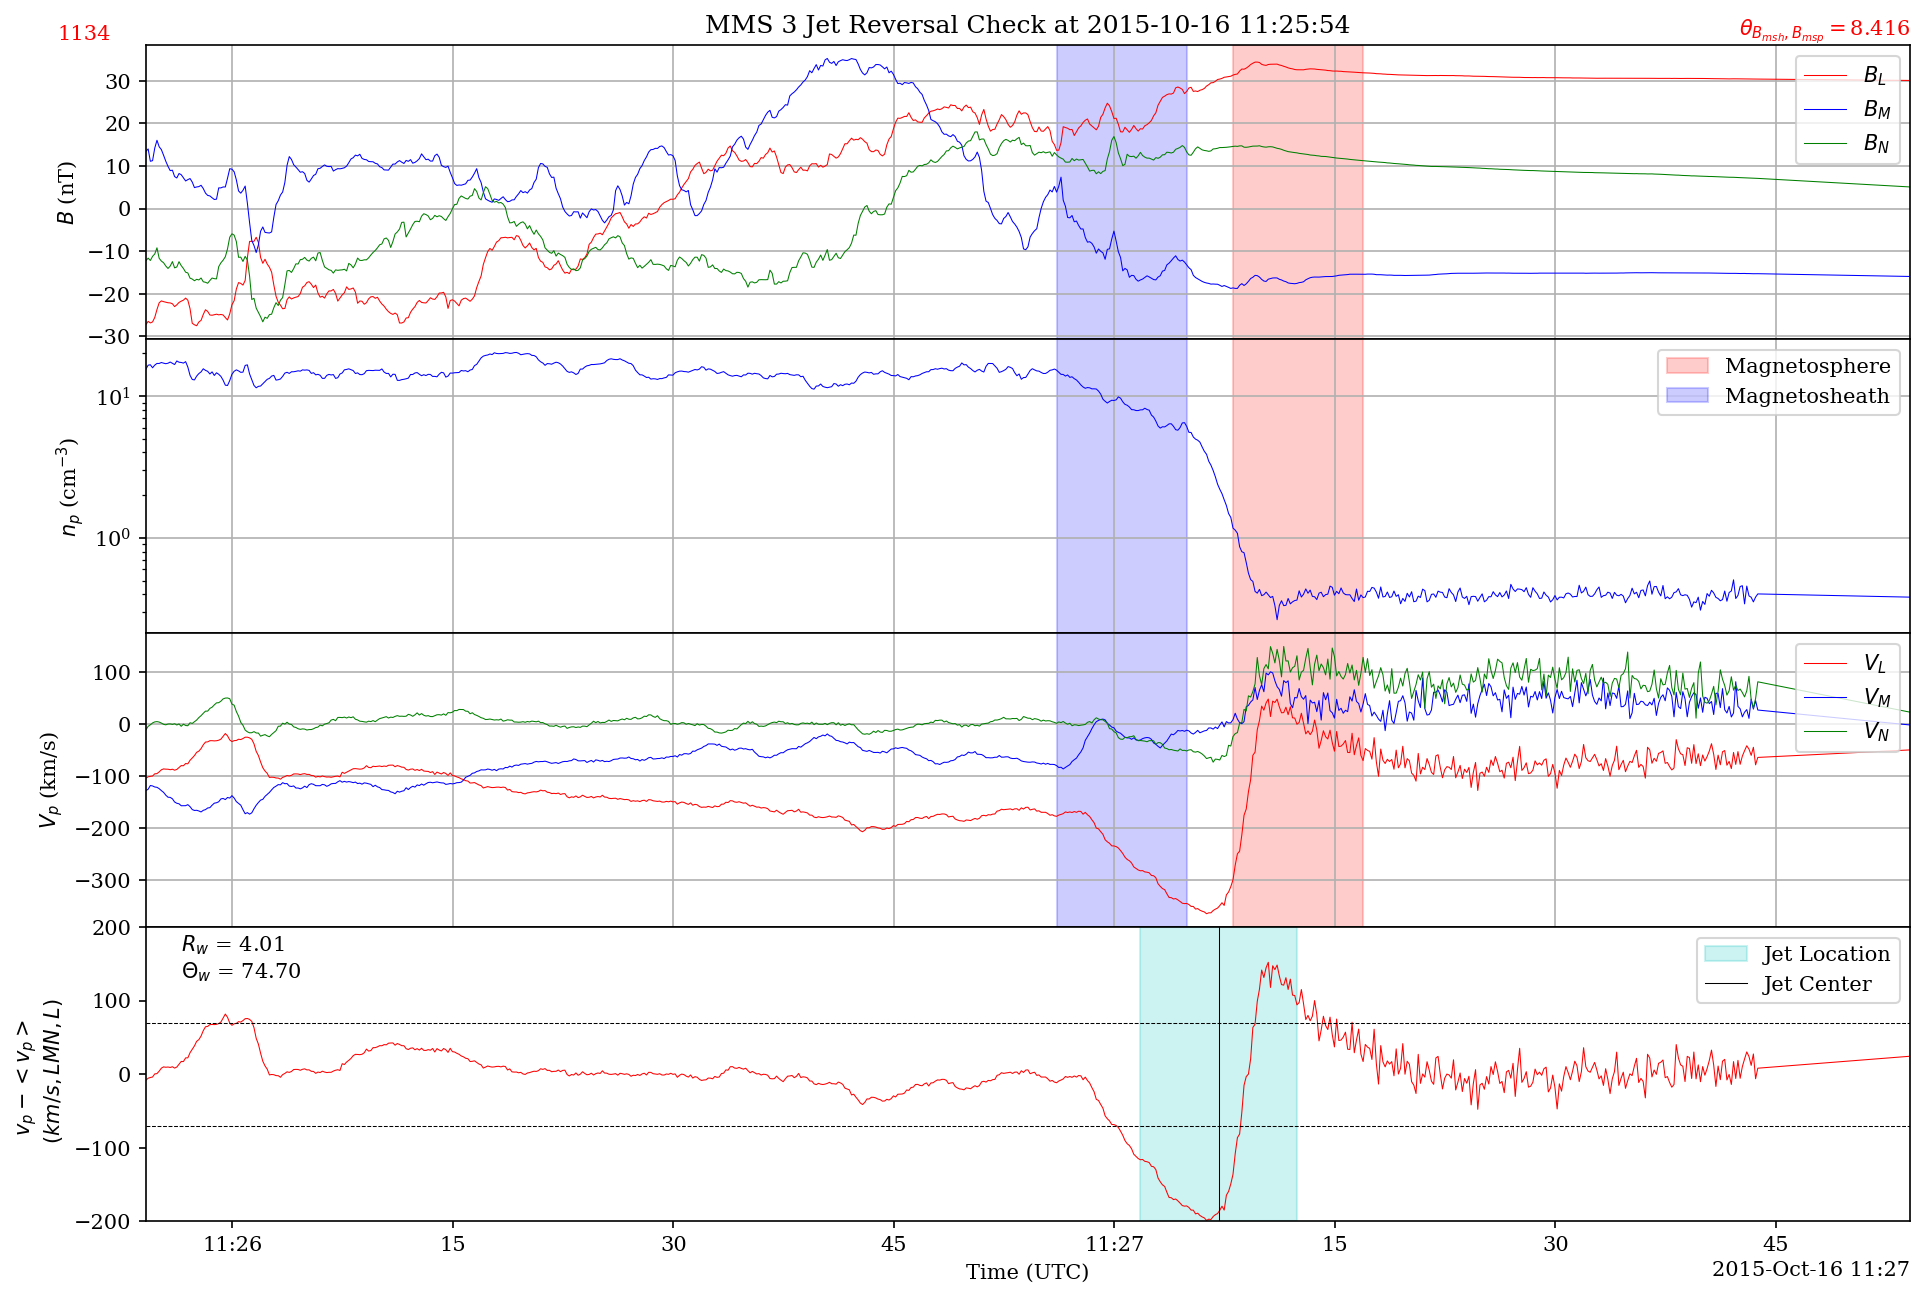 1134
MMS 3 Jet Reversal Check at 2015-10-16 11:25:54
θ_{B_{msh}, B_{msp}} = 8.416
B (nT)
30
20
10
0
−10
−20
−30
B_L
B_M
B_N
n_p (cm^{−3})
10^1
10^0
Magnetosphere
Magnetosheath
V_p (km/s)
100
0
−100
−200
−300
V_L
V_M
V_N
v_p − < v_p >
(km/s, LMN, L)
200
100
0
−100
−200
R_w = 4.01
Θ_w = 74.70
Jet Location
Jet Center
11:26 15 30 45 11:27 15 30 45
Time (UTC)
2015-Oct-16 11:27